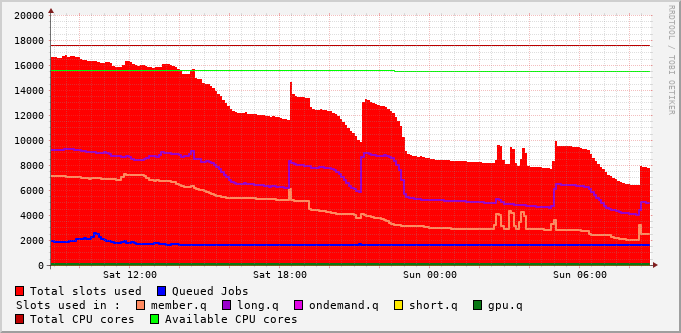 20000
18000
16000
14000
12000
10000
8000
6000
4000
2000
0
Sat 12:00 Sat 18:00 Sun 00:00 Sun 06:00
RRDTOOL / TOBI OETIKER
Total slots used Queued Jobs
Slots used in : member.q long.q ondemand.q short.q gpu.q
Total CPU cores Available CPU cores